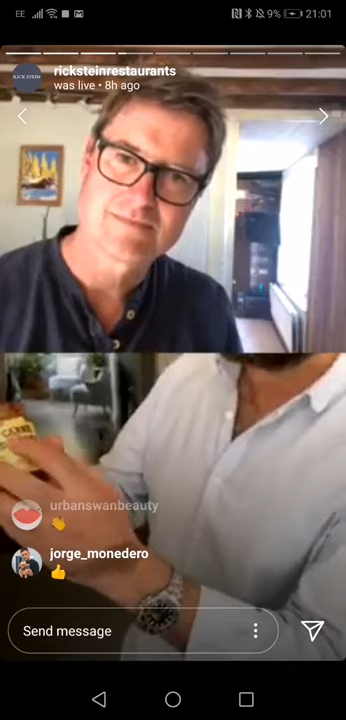 EE
9%
21:01
RICK STEIN
ricksteinrestaurants
was live • 8h ago
urbanswanbeauty
👋
jorge_monedero
👍
Send message